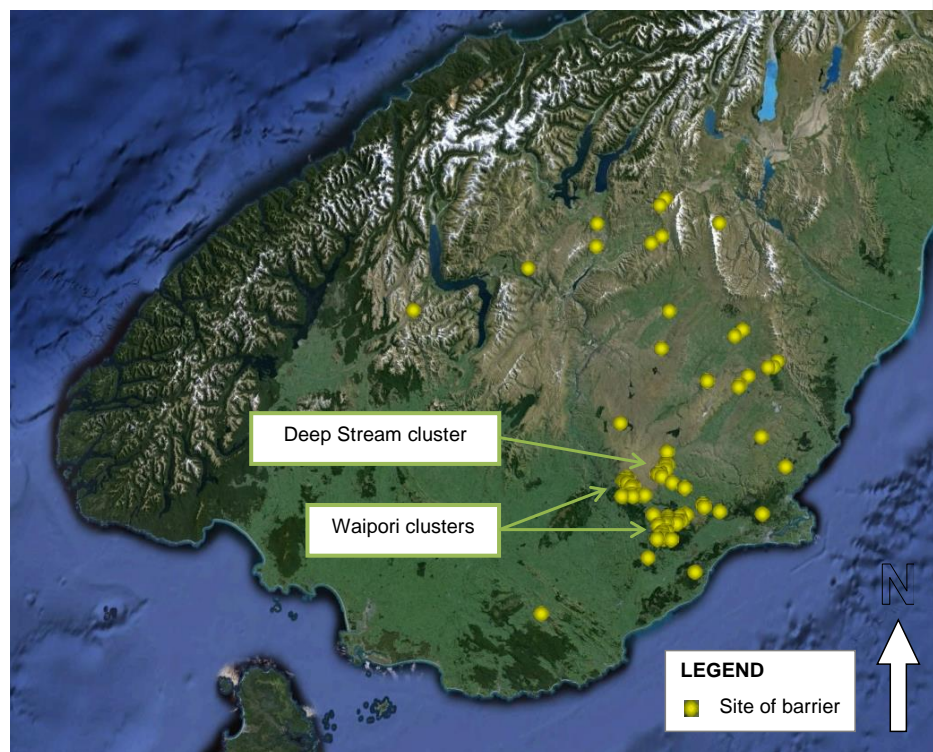 Deep Stream cluster
Waipori clusters
N
LEGEND
Site of barrier